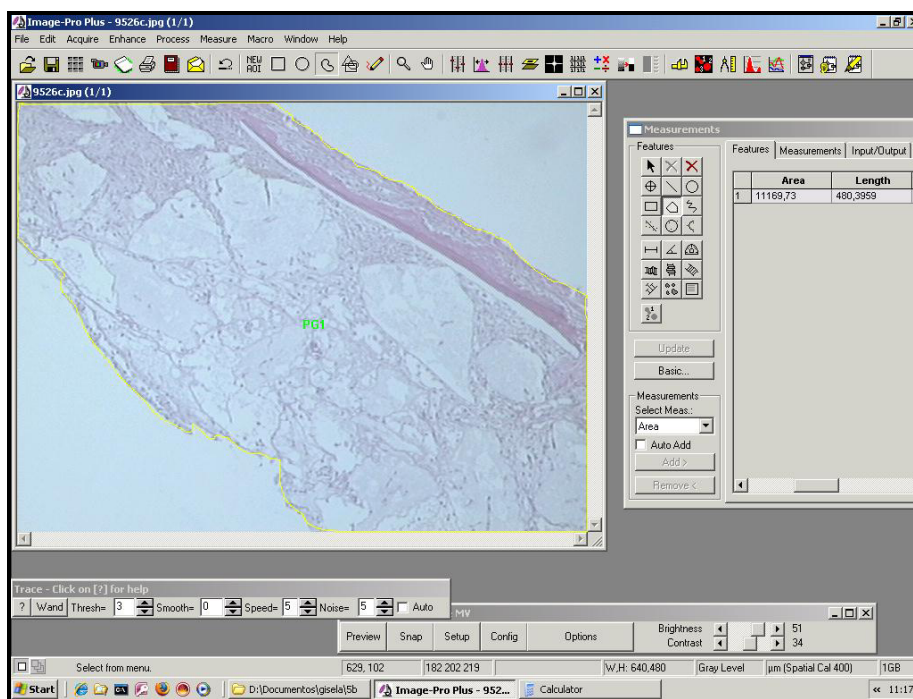 Image-Pro Plus - 9526c.jpg (1/1)
File Edit Acquire Enhance Process Measure Macro Window Help
NEW AOI
9526c.jpg (1/1)
PG1
Measurements
Features
Features Measurements Input/Output
Area Length
1 11169,73 480,3959
Update
Basic...
Measurements
Select Meas.:
Area
Auto Add
Add >
Remove <
Trace - Click on [?] for help
? Wand Thresh= 3 Smooth= 0 Speed= 5 Noise= 5 Auto
MV
Preview Snap Setup Config Options
Brightness 51
Contrast 34
Select from menu. 629, 102 182 202 219 W,H: 640,480 Gray Level µm (Spatial Cal 400) 1GB
Start D:\Documentos\gisela\5b Image-Pro Plus - 952... Calculator « 11:17